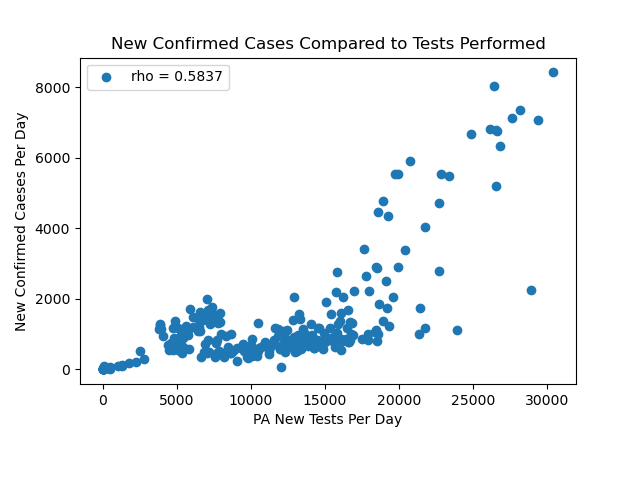 New Confirmed Cases Compared to Tests Performed
rho = 0.5837
New Confirmed Caeses Per Day
8000
6000
4000
2000
0
0 5000 10000 15000 20000 25000 30000
PA New Tests Per Day